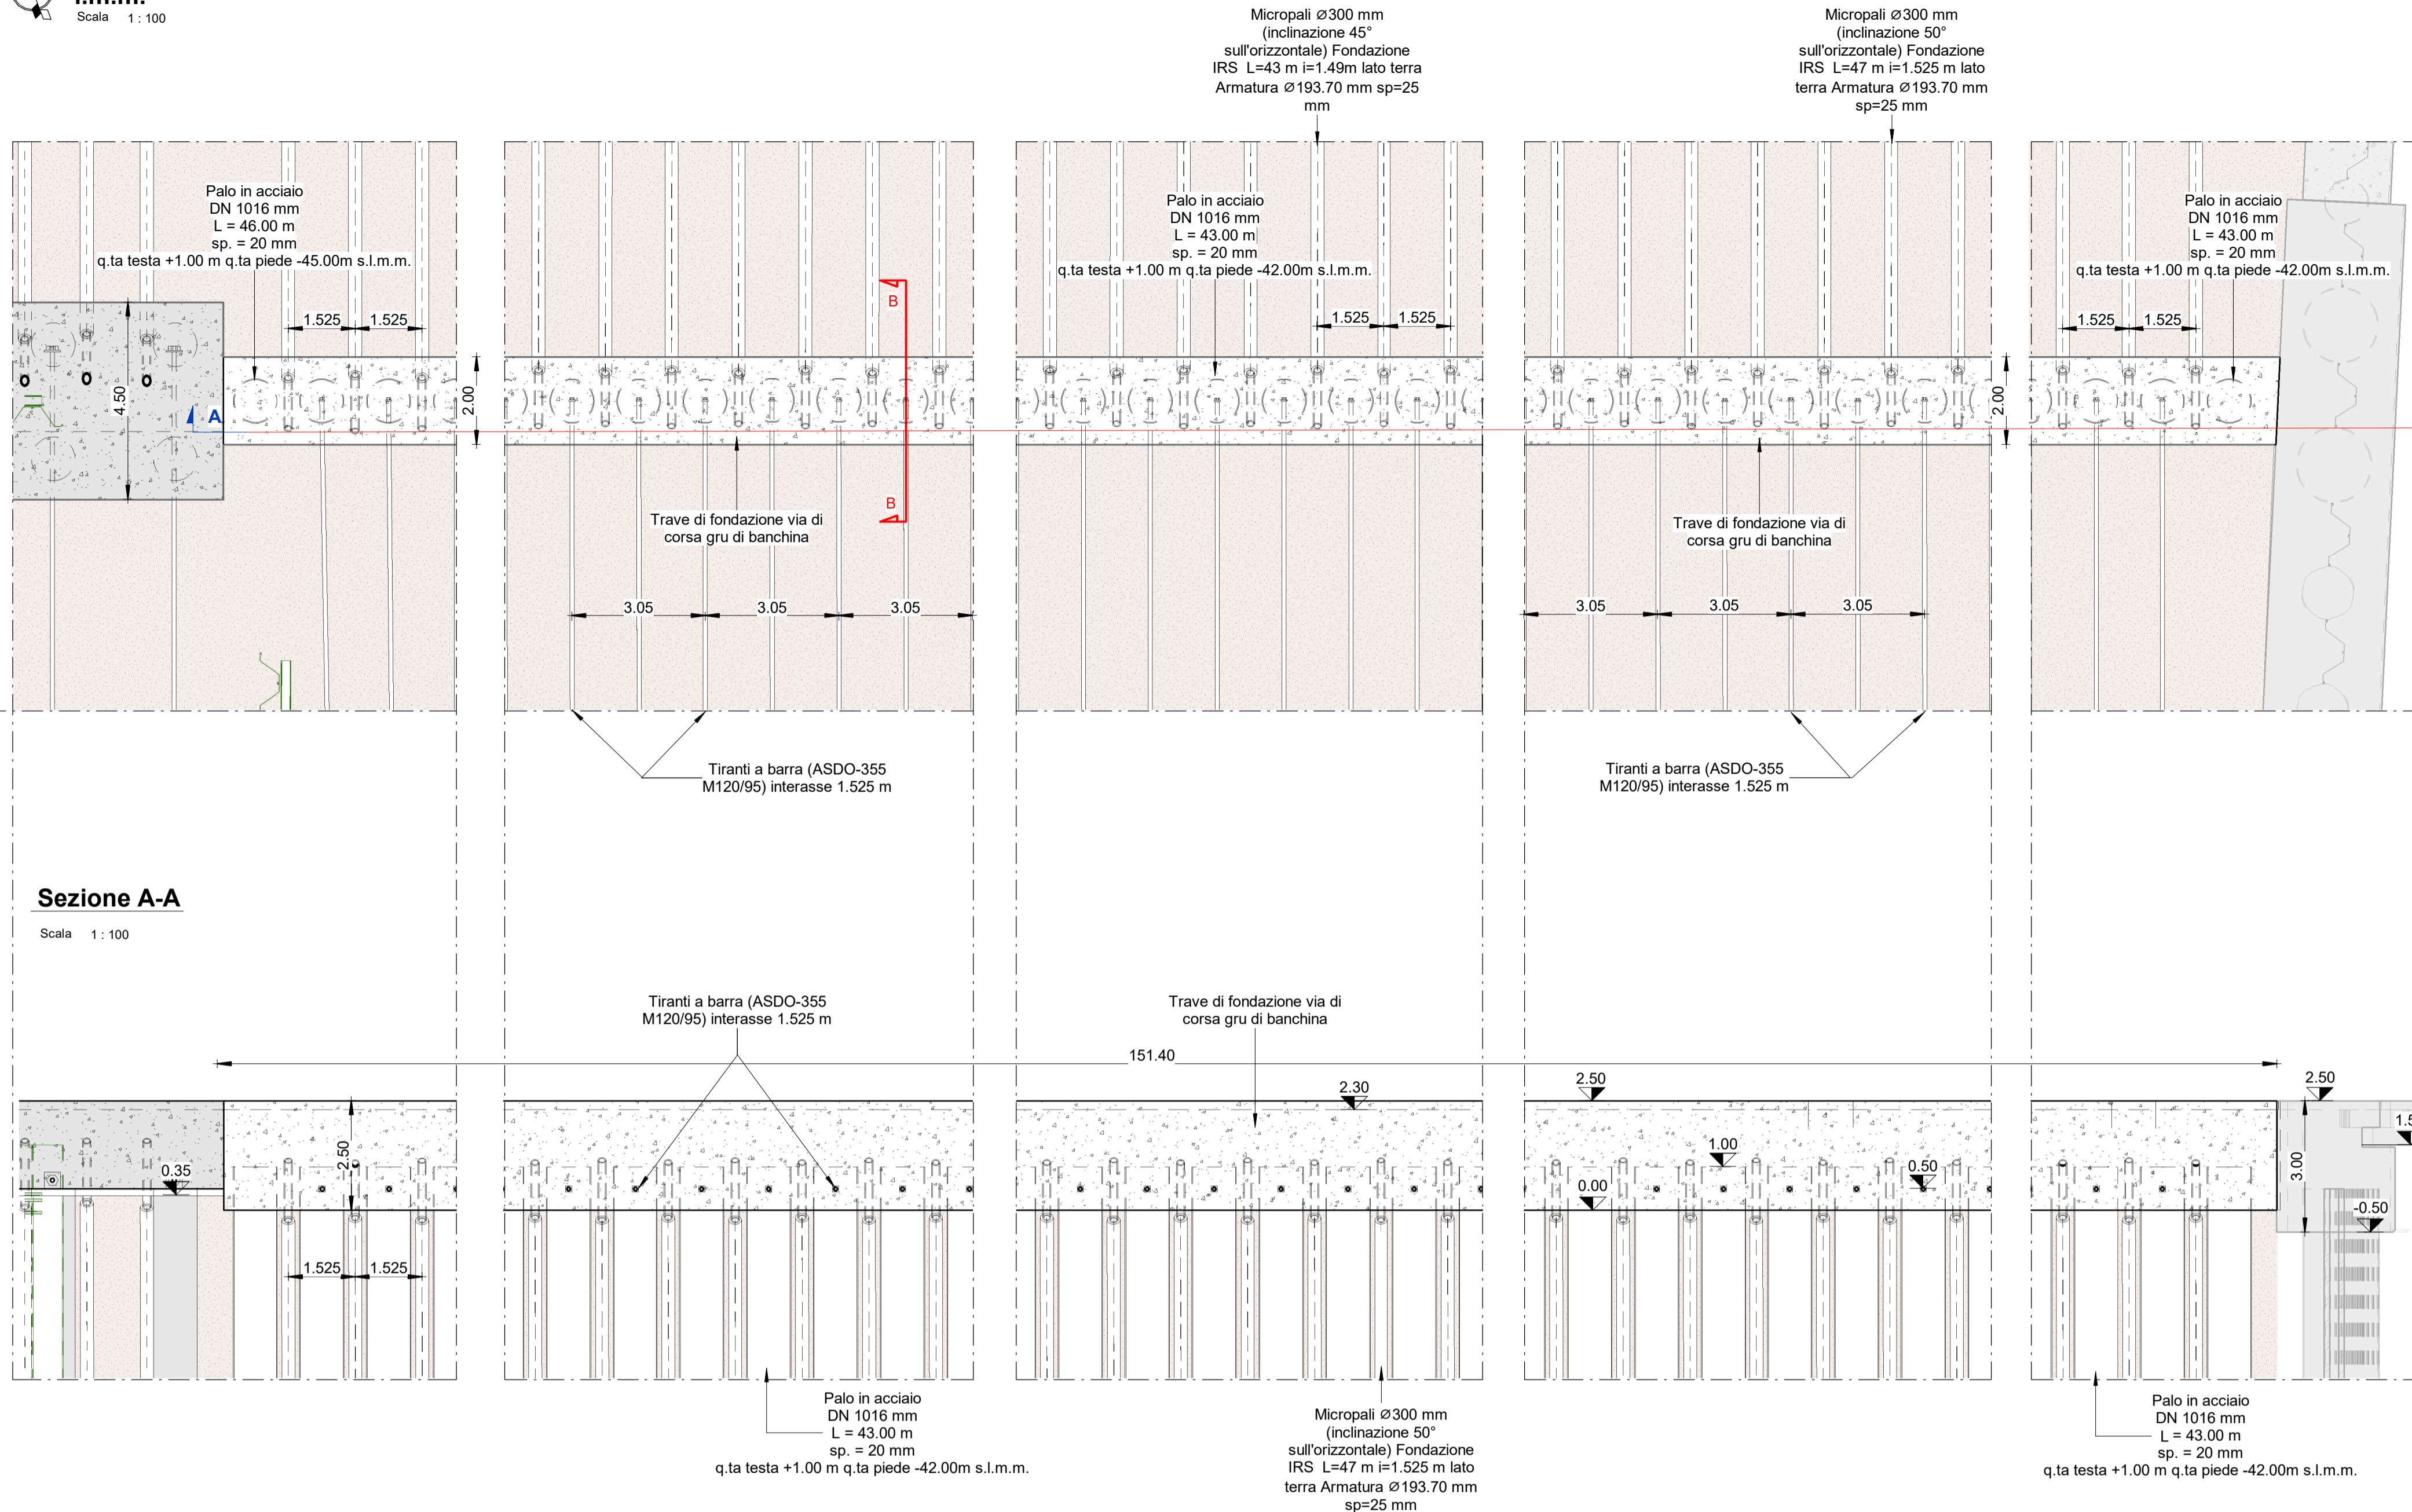 Scala 1 : 100
Micropali Ø300 mm
(inclinazione 45°
sull'orizzontale) Fondazione
IRS L=43 m i=1.49m lato terra
Armatura Ø193.70 mm sp=25
mm
Micropali Ø300 mm
(inclinazione 50°
sull'orizzontale) Fondazione
IRS L=47 m i=1.525 m lato
terra Armatura Ø193.70 mm
sp=25 mm
Palo in acciaio
DN 1016 mm
L = 46.00 m
sp. = 20 mm
q.ta testa +1.00 m q.ta piede -45.00m s.l.m.m.
Palo in acciaio
DN 1016 mm
L = 43.00 m
sp. = 20 mm
q.ta testa +1.00 m q.ta piede -42.00m s.l.m.m.
Palo in acciaio
DN 1016 mm
L = 43.00 m
sp. = 20 mm
q.ta testa +1.00 m q.ta piede -42.00m s.l.m.m.
B
1.525 1.525
1.525 1.525
1.525 1.525
4.50
A
2.00
2.00
B
Trave di fondazione via di
corsa gru di banchina
Trave di fondazione via di
corsa gru di banchina
3.05 3.05 3.05
3.05 3.05 3.05
Tiranti a barra (ASDO-355
M120/95) interasse 1.525 m
Tiranti a barra (ASDO-355
M120/95) interasse 1.525 m
Sezione A-A
Scala 1 : 100
Tiranti a barra (ASDO-355
M120/95) interasse 1.525 m
Trave di fondazione via di
corsa gru di banchina
151.40
2.30
2.50
2.50
0.35
2.50
1.00
0.50
0.00
3.00
-0.50
1.525 1.525
Palo in acciaio
DN 1016 mm
L = 43.00 m
sp. = 20 mm
q.ta testa +1.00 m q.ta piede -42.00m s.l.m.m.
Micropali Ø300 mm
(inclinazione 50°
sull'orizzontale) Fondazione
IRS L=47 m i=1.525 m lato
terra Armatura Ø193.70 mm
sp=25 mm
Palo in acciaio
DN 1016 mm
L = 43.00 m
sp. = 20 mm
q.ta testa +1.00 m q.ta piede -42.00m s.l.m.m.